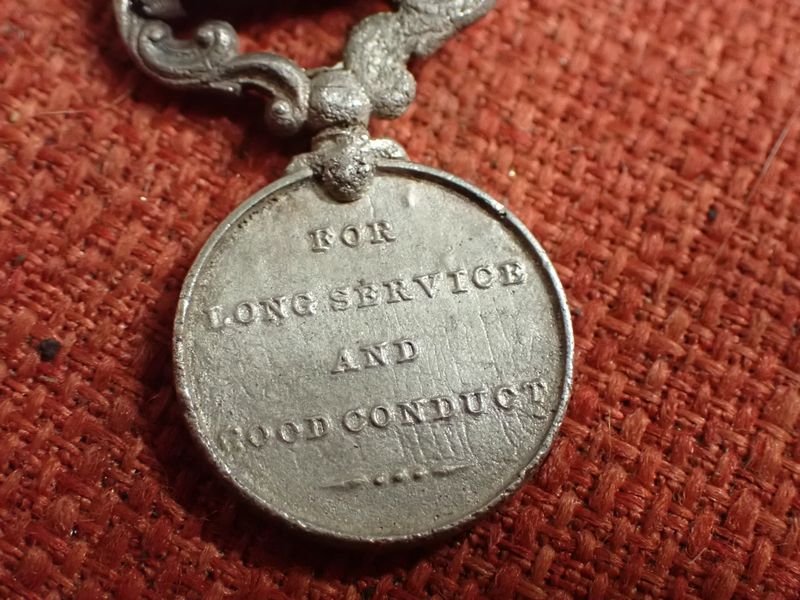 FOR
LONG SERVICE
AND
GOOD CONDUCT